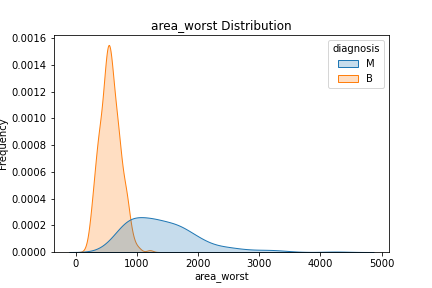 area_worst Distribution
0.0016
0.0014
0.0012
0.0010
0.0008
0.0006
0.0004
0.0002
0.0000
Frequency
diagnosis
M
B
0 1000 2000 3000 4000 5000
area_worst